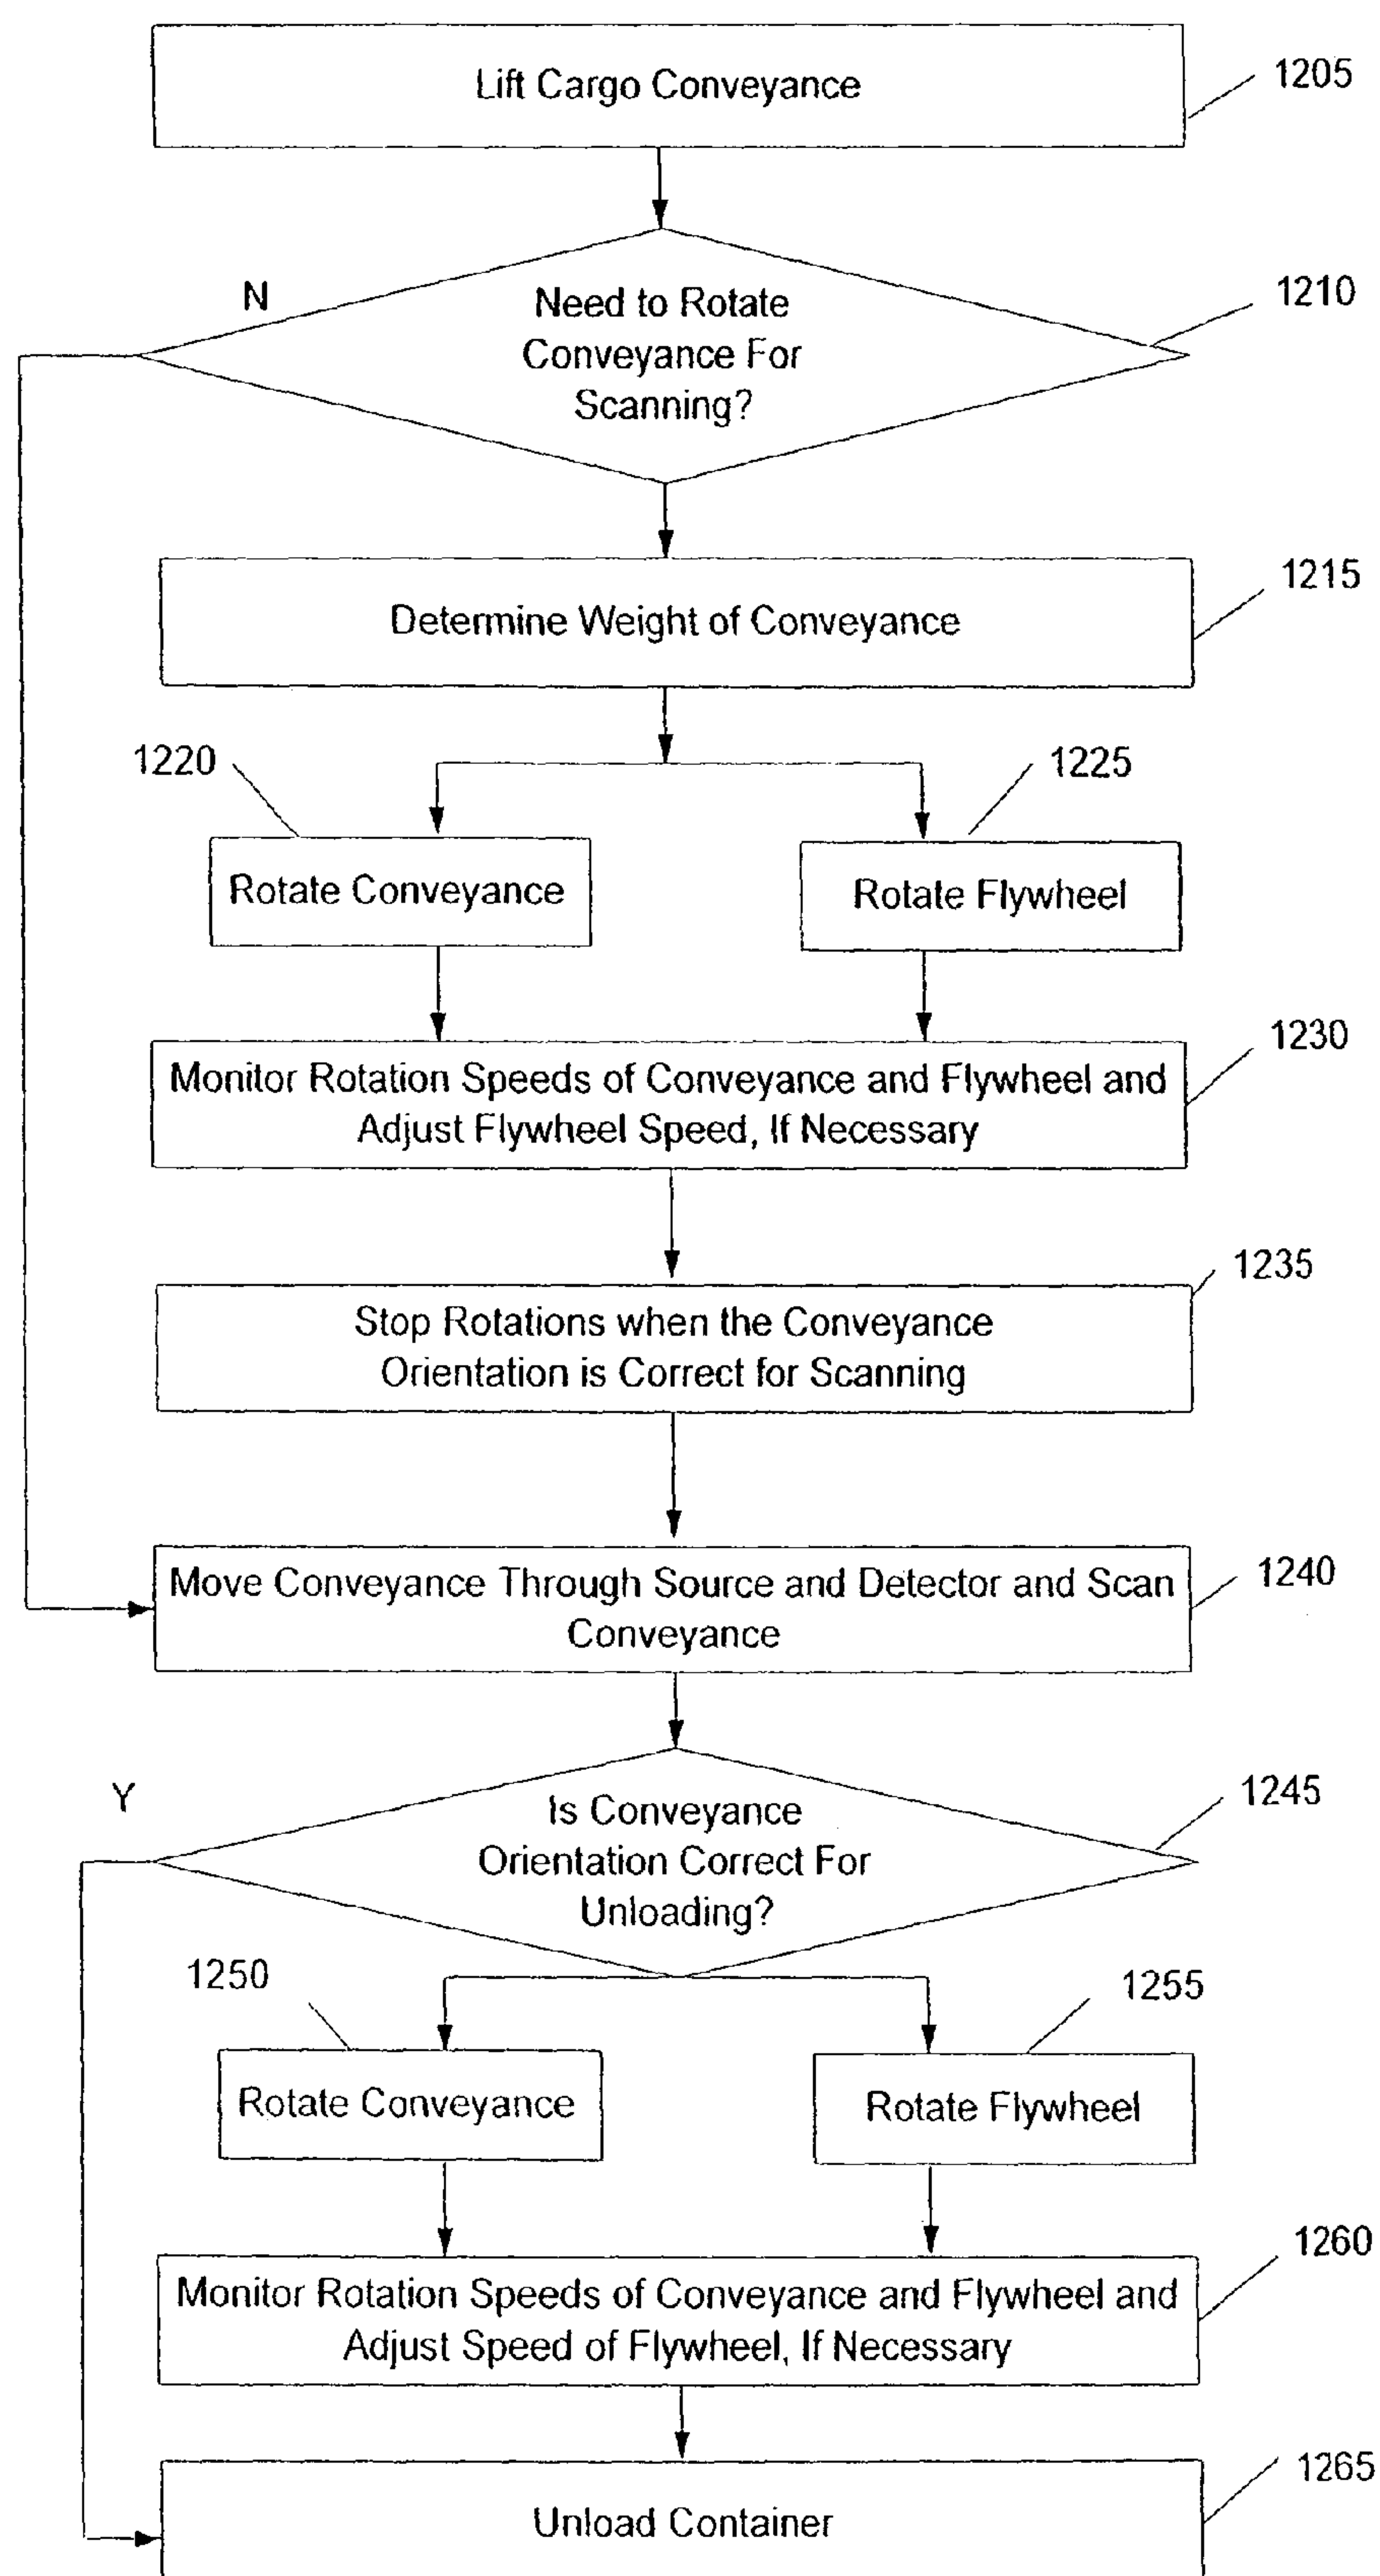 Lift Cargo Conveyance
1205
N
Need to Rotate
Conveyance For
Scanning?
1210
Determine Weight of Conveyance
1215
1220
1225
Rotate Conveyance
Rotate Flywheel
Monitor Rotation Speeds of Conveyance and Flywheel and
Adjust Flywheel Speed, If Necessary
1230
Stop Rotations when the Conveyance
Orientation is Correct for Scanning
1235
Move Conveyance Through Source and Detector and Scan
Conveyance
1240
Y
Is Conveyance
Orientation Correct For
Unloading?
1245
1250
1255
Rotate Conveyance
Rotate Flywheel
Monitor Rotation Speeds of Conveyance and Flywheel and
Adjust Speed of Flywheel, If Necessary
1260
Unload Container
1265